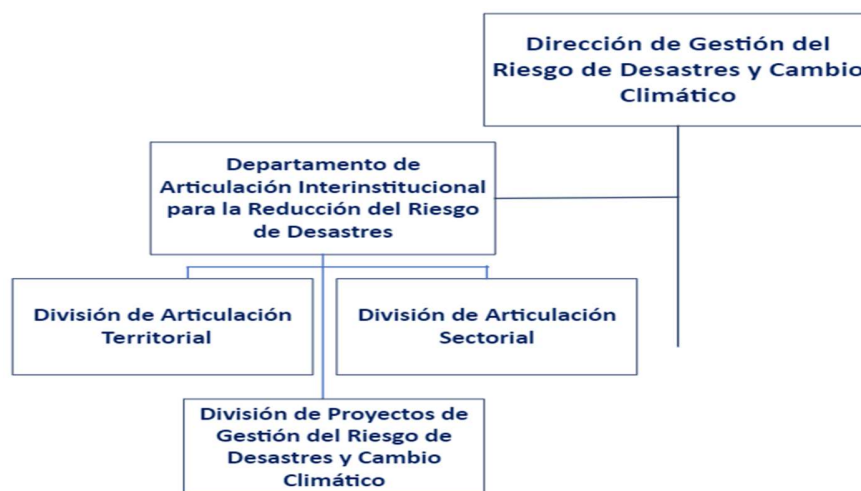 Dirección de Gestión del
Riesgo de Desastres y Cambio
Climático
Departamento de
Articulación Interinstitucional
para la Reducción del Riesgo
de Desastres
División de Articulación
Territorial
División de Articulación
Sectorial
División de Proyectos de
Gestión del Riesgo de
Desastres y Cambio
Climático